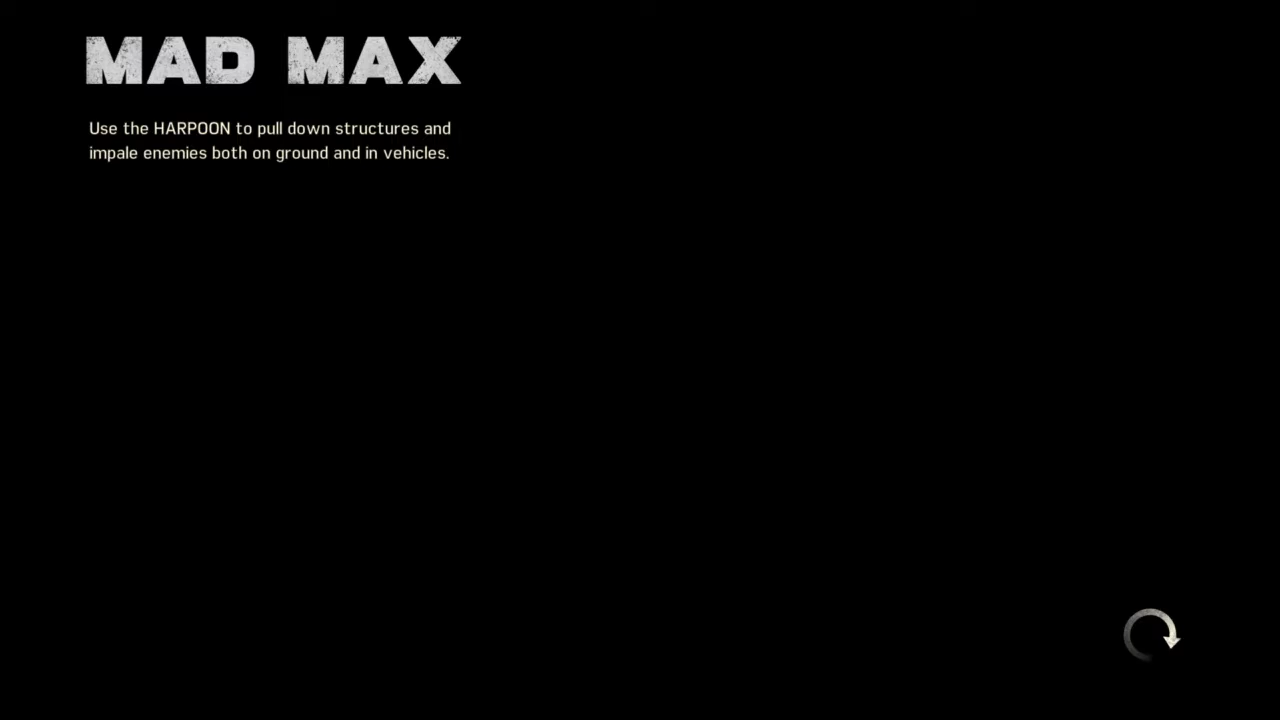 MAD MAX
Use the HARPOON to pull down structures and
impale enemies both on ground and in vehicles.